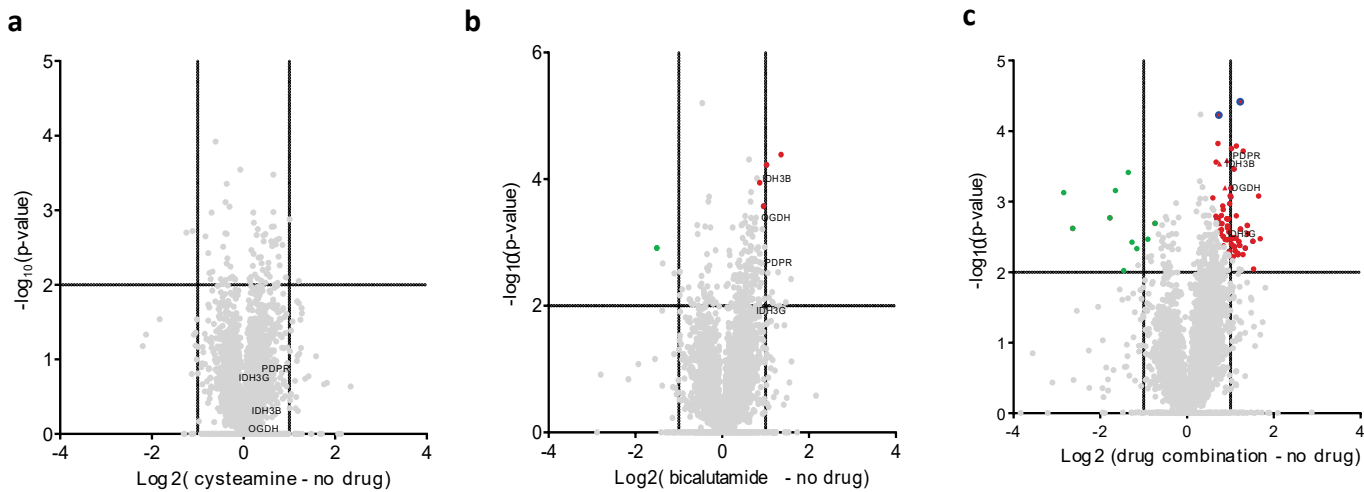 a
b
c
5
4
3
2
1
0
-4
-2
0
2
4
-log10(p-value)
Log2( cysteamine - no drug)
PDPR
IDH3G
IDH3B
OGDH
6
4
2
0
-4
-2
0
2
4
-log10(p-value)
Log2( bicalutamide - no drug)
IDH3B
OGDH
PDPR
IDH3G
5
4
3
2
1
0
-4
-2
0
2
4
-log10(p-value)
Log2 (drug combination - no drug)
PDPR
IDH3B
OGDH
IDH3G